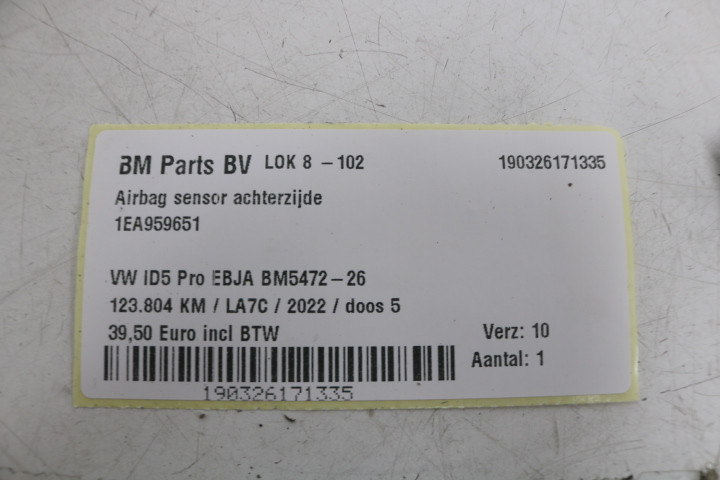 BM Parts BV LOK 8 - 102 190326171335
Airbag sensor achterzijde
1EA959651
VW ID5 Pro EBJA BM5472-26
123.804 KM / LA7C / 2022 / doos 5
39,50 Euro incl BTW Verz: 10
Aantal: 1
190326171335